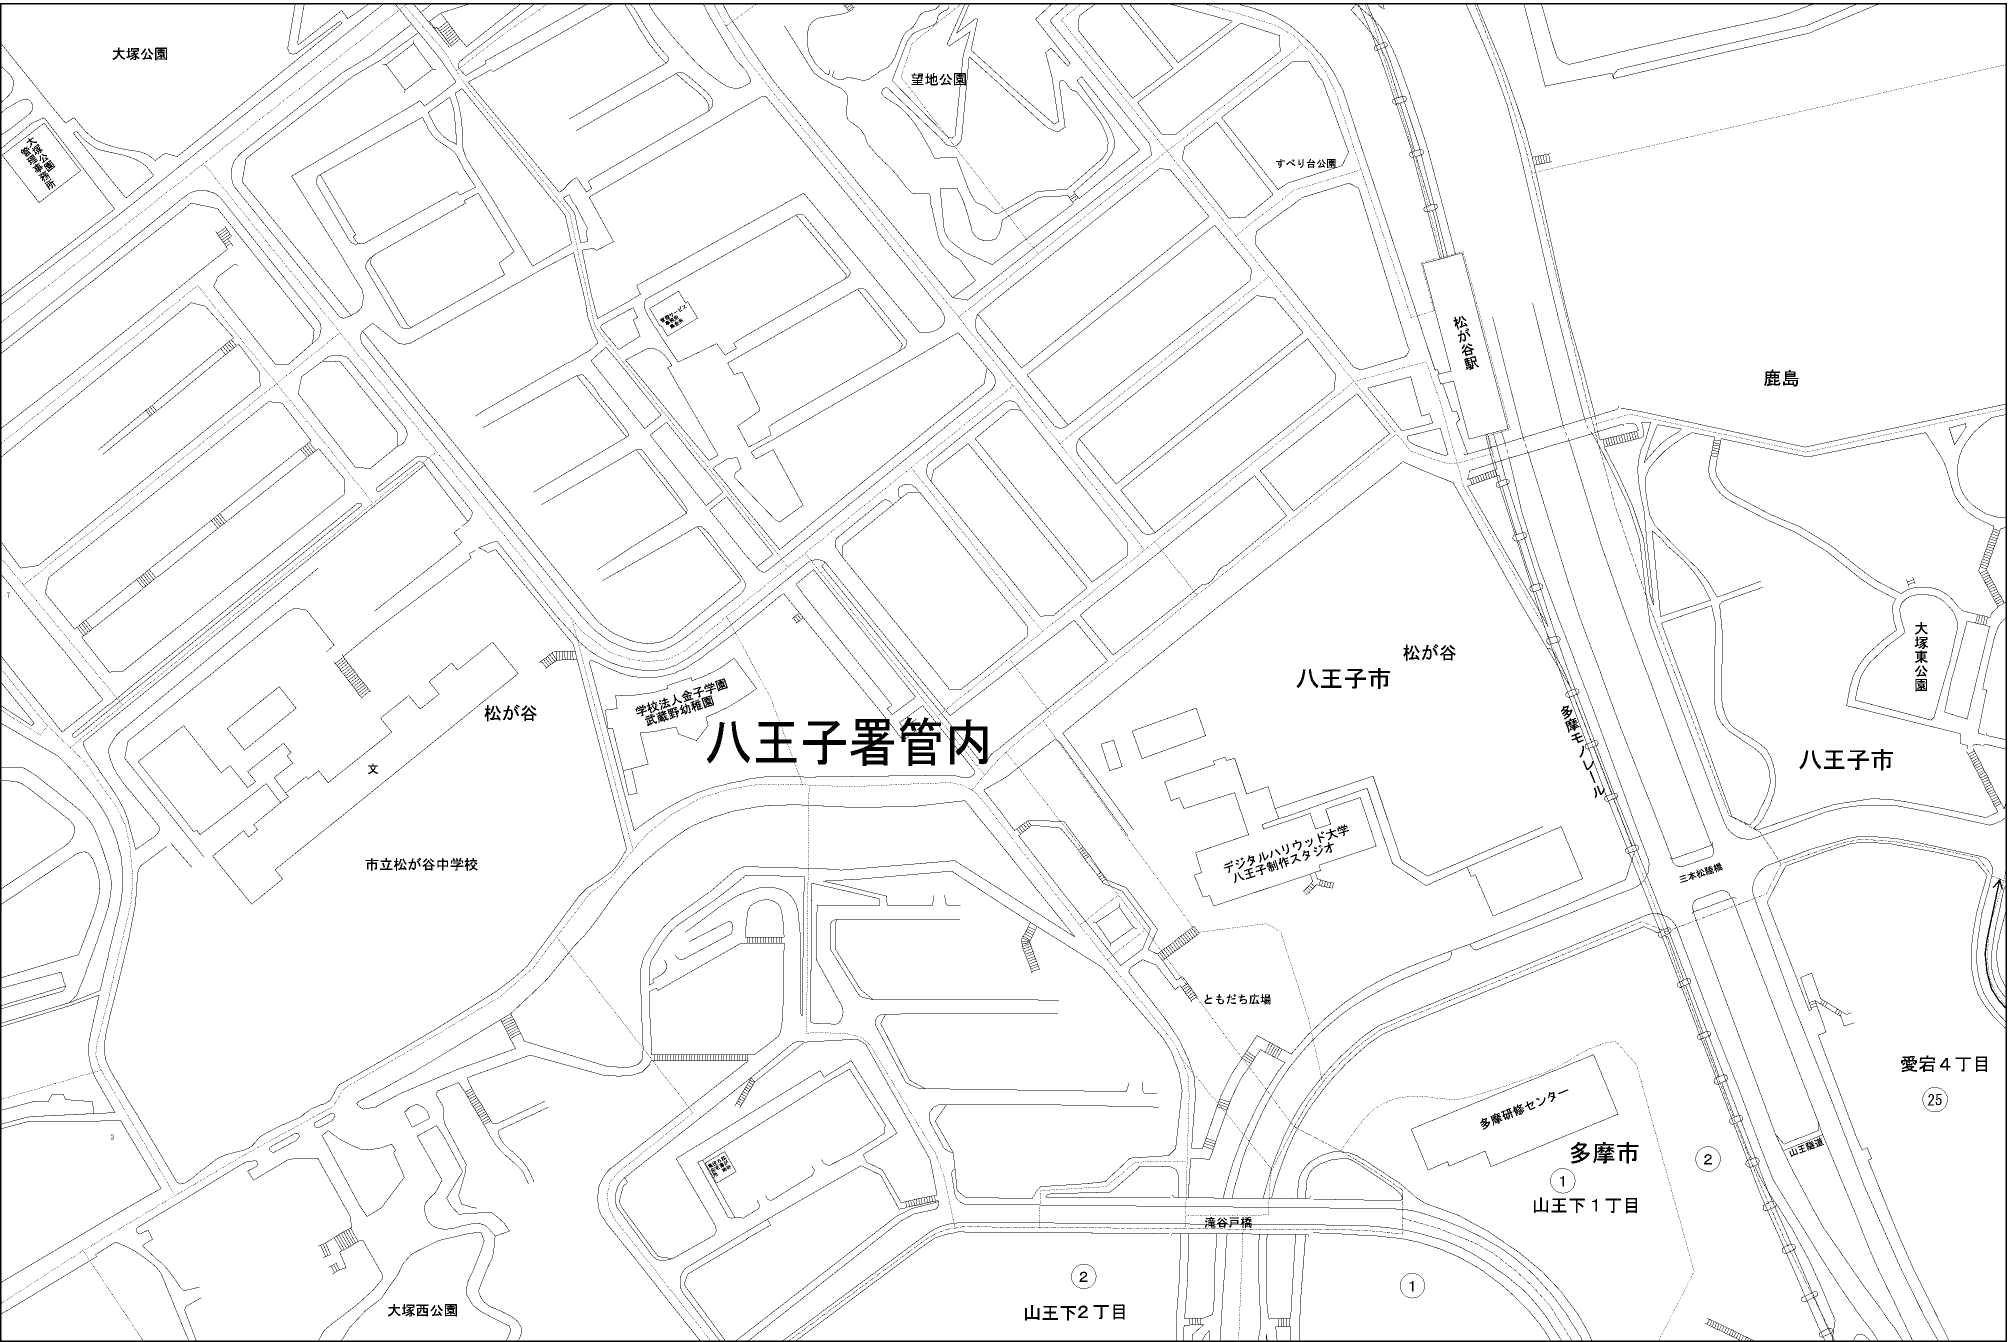 大塚公園
望地公園
大塚公園
管理事務所
すべり台公園
松が谷駅
鹿島
大塚東公園
松が谷
八王子市
松が谷
学校法人金子学園
武蔵野幼稚園
八王子署管内
多摩モノレール
八王子市
文
デジタルハリウッド大学
八王子制作スタジオ
市立松が谷中学校
三本松陸橋
ともだち広場
愛宕４丁目
25
多摩研修センター
多摩市
2
山王隧道
1
山王下１丁目
滝谷戸橋
2
1
大塚西公園
山王下２丁目
7
3